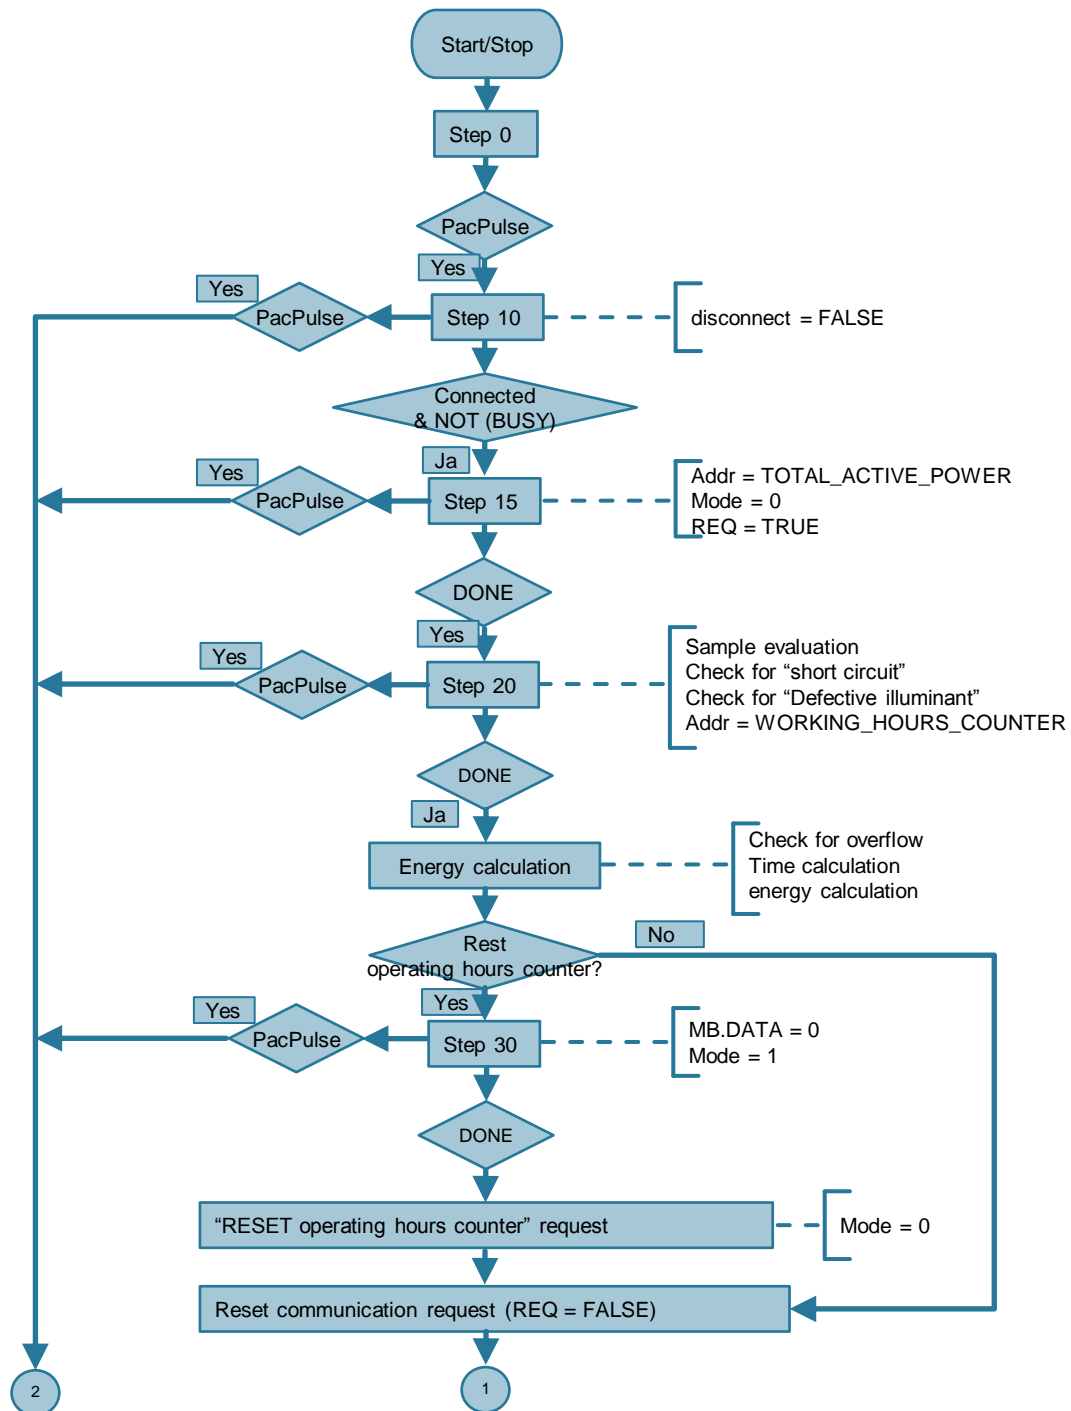 Start/Stop
Step 0
PacPulse
Yes
Yes
PacPulse
Step 10
disconnect = FALSE
Connected
& NOT (BUSY)
Ja
Yes
PacPulse
Step 15
Addr = TOTAL_ACTIVE_POWER
Mode = 0
REQ = TRUE
DONE
Yes
Yes
PacPulse
Step 20
Sample evaluation
Check for “short circuit”
Check for “Defective illuminant”
Addr = WORKING_HOURS_COUNTER
DONE
Ja
Energy calculation
Check for overflow
Time calculation
energy calculation
Rest
operating hours counter?
No
Yes
Yes
PacPulse
Step 30
MB.DATA = 0
Mode = 1
DONE
“RESET operating hours counter” request
Mode = 0
Reset communication request (REQ = FALSE)
2
1